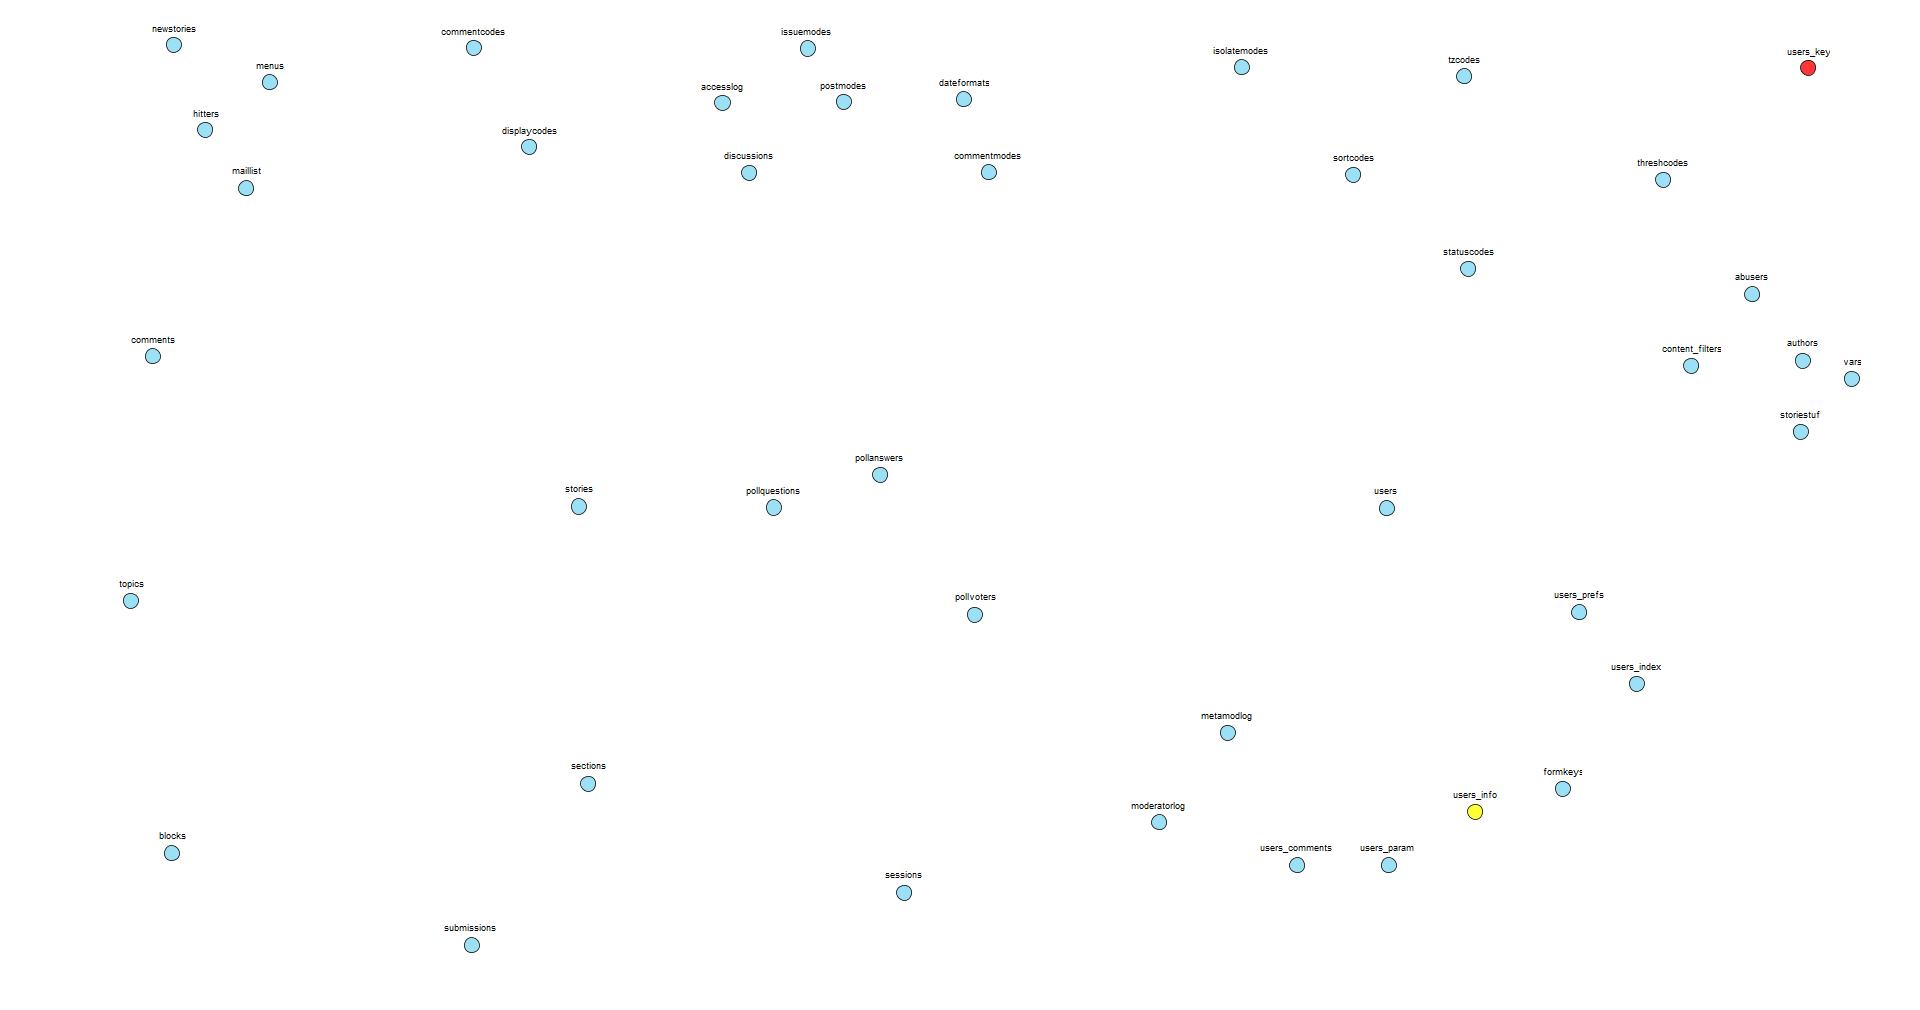 newstories
commentcodes
issuemodes
isolatemodes
tzcodes
users_key
menus
accesslog
postmodes
dateformats
hitters
displaycodes
discussions
commentmodes
sortcodes
threshcodes
maillist
statuscodes
abusers
comments
content_filters
authors
vars
storiestuf
pollanswers
stories
pollquestions
users
topics
pollvoters
users_prefs
users_index
metamodlog
sections
formkeys
users_info
moderatorlog
blocks
users_comments
users_param
sessions
submissions